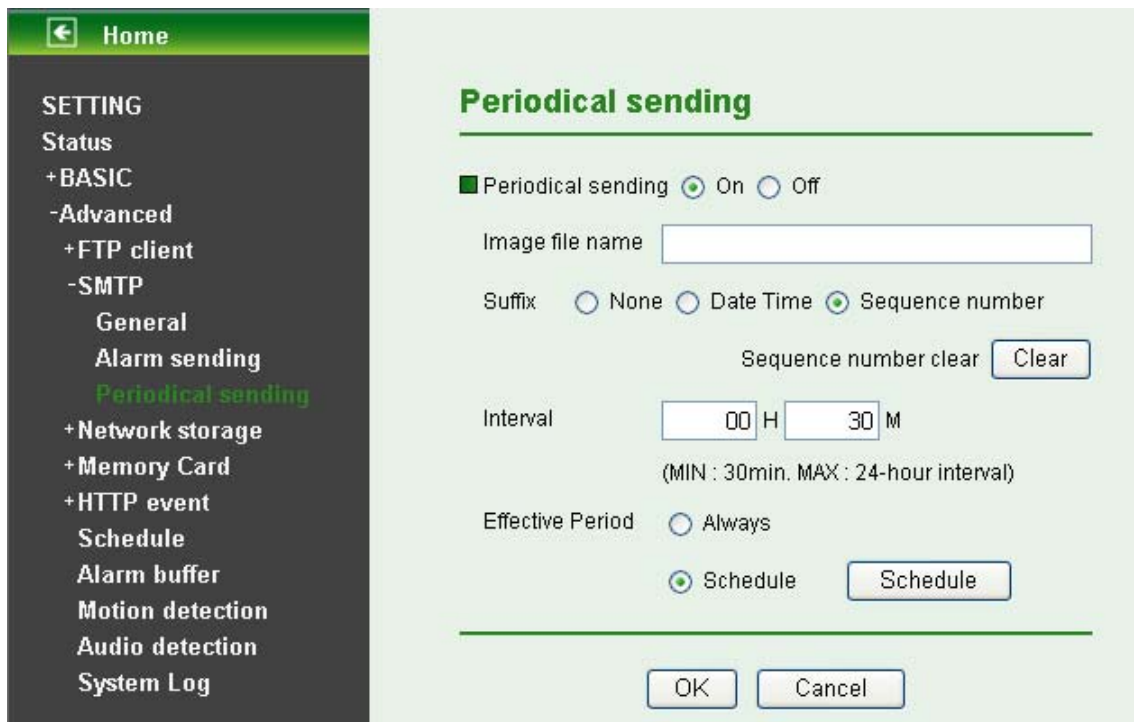 Home
SETTING
Status
+BASIC
-Advanced
+FTP client
-SMTP
General
Alarm sending
Periodical sending
+Network storage
+Memory Card
+HTTP event
Schedule
Alarm buffer
Motion detection
Audio detection
System Log
Periodical sending
Periodical sending On Off
Image file name
Suffix None Date Time Sequence number
Sequence number clear Clear
Interval 00 H 30 M
(MIN : 30min. MAX : 24-hour interval)
Effective Period Always
Schedule Schedule
OK Cancel